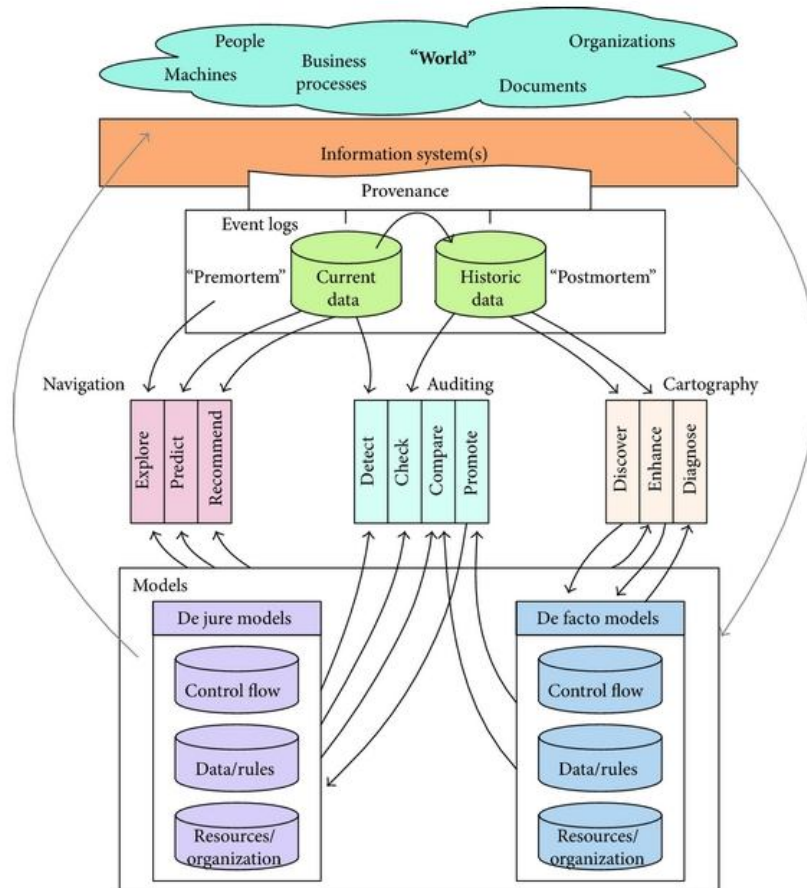 People
“World”
Organizations
Machines
Business
processes
Documents
Information system(s)
Provenance
Event logs
“Premortem”
Current
data
Historic
data
“Postmortem”
Navigation
Auditing
Cartography
Explore
Predict
Recommend
Detect
Check
Compare
Promote
Discover
Enhance
Diagnose
Models
De jure models
Control flow
Data/rules
Resources/
organization
De facto models
Control flow
Data/rules
Resources/
organization